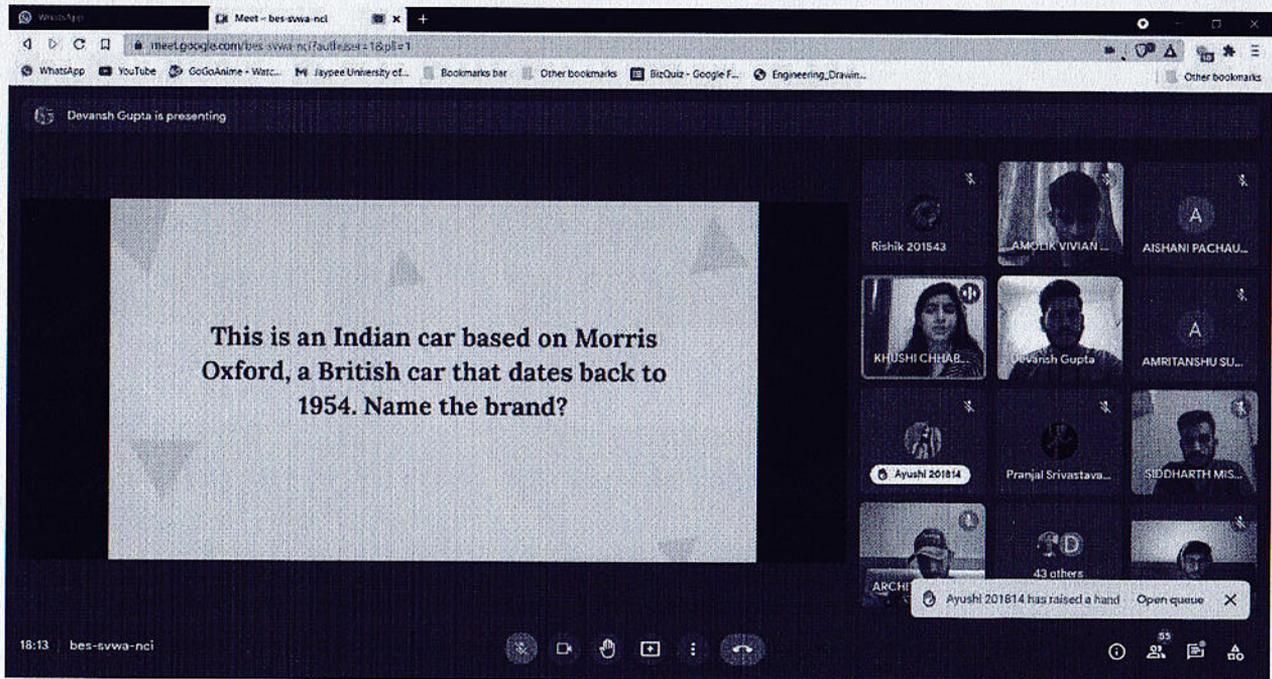 WhatsApp
Meet – bes-svwa-nci
meet.google.com/bes-svwa-nci?authuser=1&pli=1
WhatsApp YouTube GoGoAnime - Watc... Jaypee University of... Bookmarks bar Other bookmarks BizQuiz - Google F... Engineering_Drawin... Other bookmarks
Devansh Gupta is presenting
This is an Indian car based on Morris
Oxford, a British car that dates back to
1954. Name the brand?
Rishik 201543
AMOLIK VIVIAN ...
A
AISHANI PACHAU...
KHUSHI CHHAB...
Devansh Gupta
A
AMRITANSHU SU...
Ayushi 201814
Pranjal Srivastava...
SIDDHARTH MIS...
ARCHI
D
43 others
Ayushi 201814 has raised a hand Open queue
18:13 | bes-svwa-nci
55